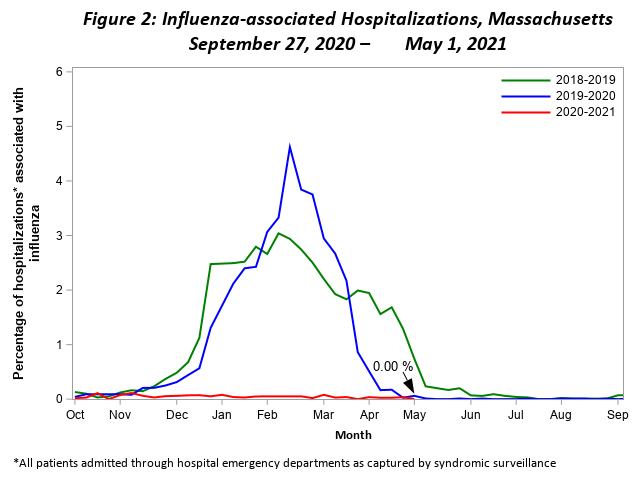 Figure 2: Influenza-associated Hospitalizations, Massachusetts
September 27, 2020 – May 1, 2021
Percentage of hospitalizations* associated with
influenza
6
5
4
3
2
1
0
2018-2019
2019-2020
2020-2021
0.00 %
Oct Nov Dec Jan Feb Mar Apr May Jun Jul Aug Sep
Month
*All patients admitted through hospital emergency departments as captured by syndromic surveillance